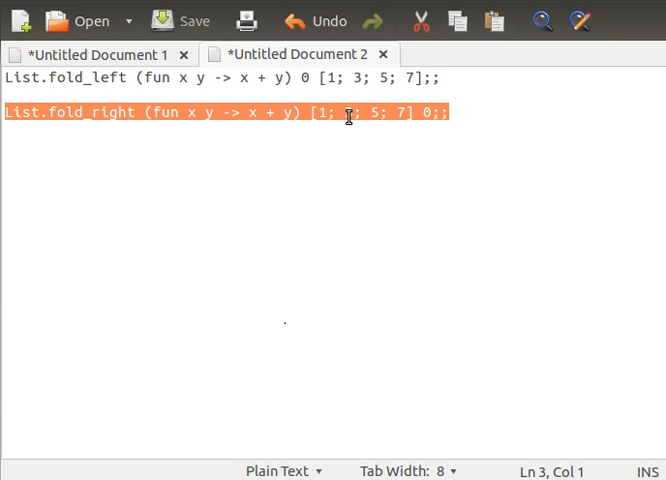 Open Save Undo
*Untitled Document 1 *Untitled Document 2
List.fold_left (fun x y -> x + y) 0 [1; 3; 5; 7];;
List.fold_right (fun x y -> x + y) [1; 3; 5; 7] 0;;
Plain Text Tab Width: 8 Ln 3, Col 1 INS